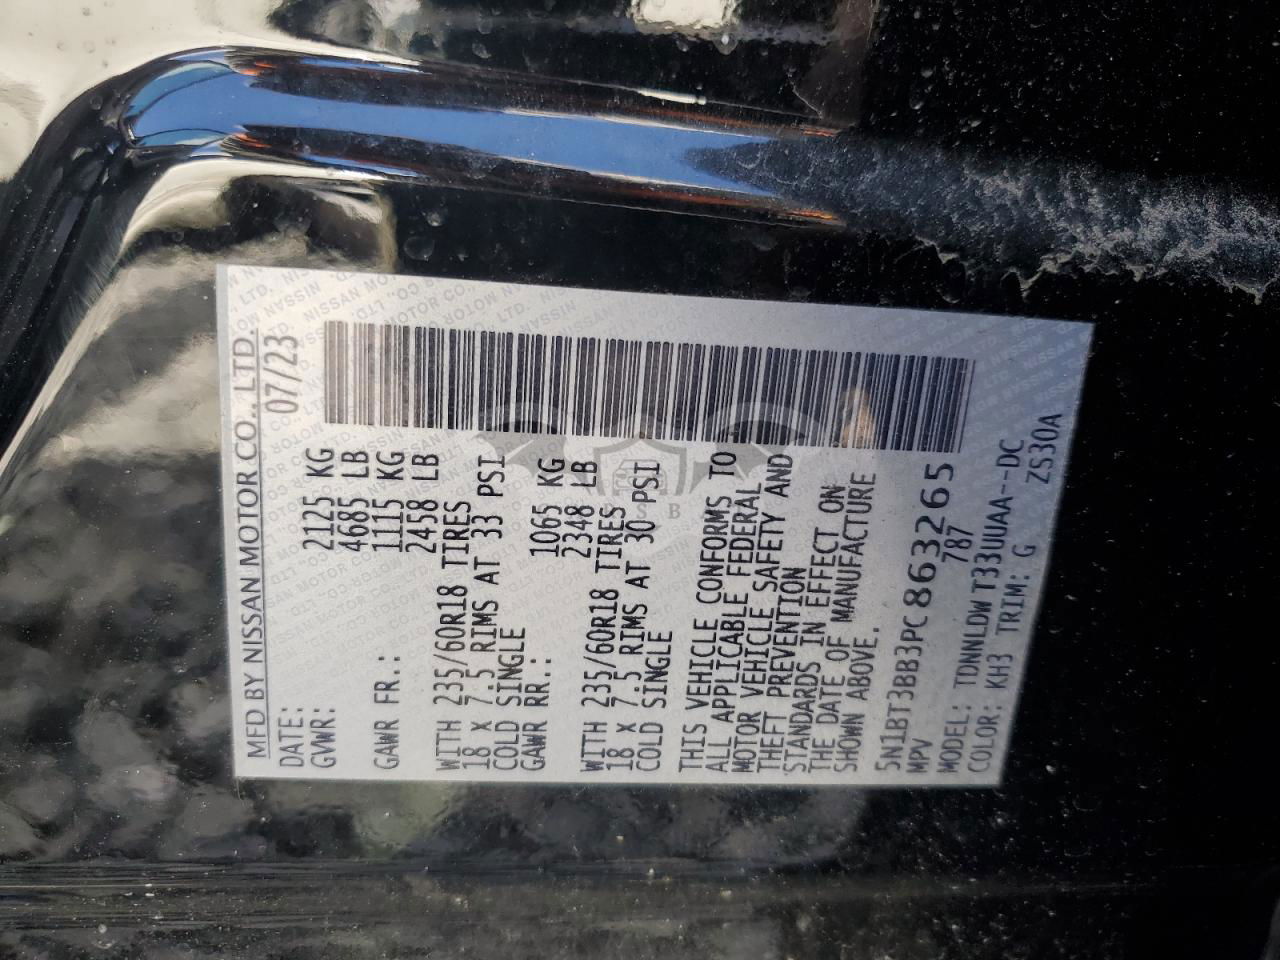 MFD BY NISSAN MOTOR CO., LTD.
DATE: 07/23
GVWR: 2125 KG
4685 LB
GAWR FR.: 1115 KG
2458 LB
WITH 235/60R18 TIRES
18 X 7.5 RIMS AT 33 PSI
COLD SINGLE
GAWR RR.: 1065 KG
2348 LB
WITH 235/60R18 TIRES
18 X 7.5 RIMS AT 30 PSI
COLD SINGLE
THIS VEHICLE CONFORMS TO
ALL APPLICABLE FEDERAL
MOTOR VEHICLE SAFETY AND
THEFT PREVENTION
STANDARDS IN EFFECT ON
THE DATE OF MANUFACTURE
SHOWN ABOVE.
5N1BT3BB3PC863265
MPV 787
MODEL: TDNNLDWT33UUAA--DC
COLOR: KH3 TRIM: G ZS30A